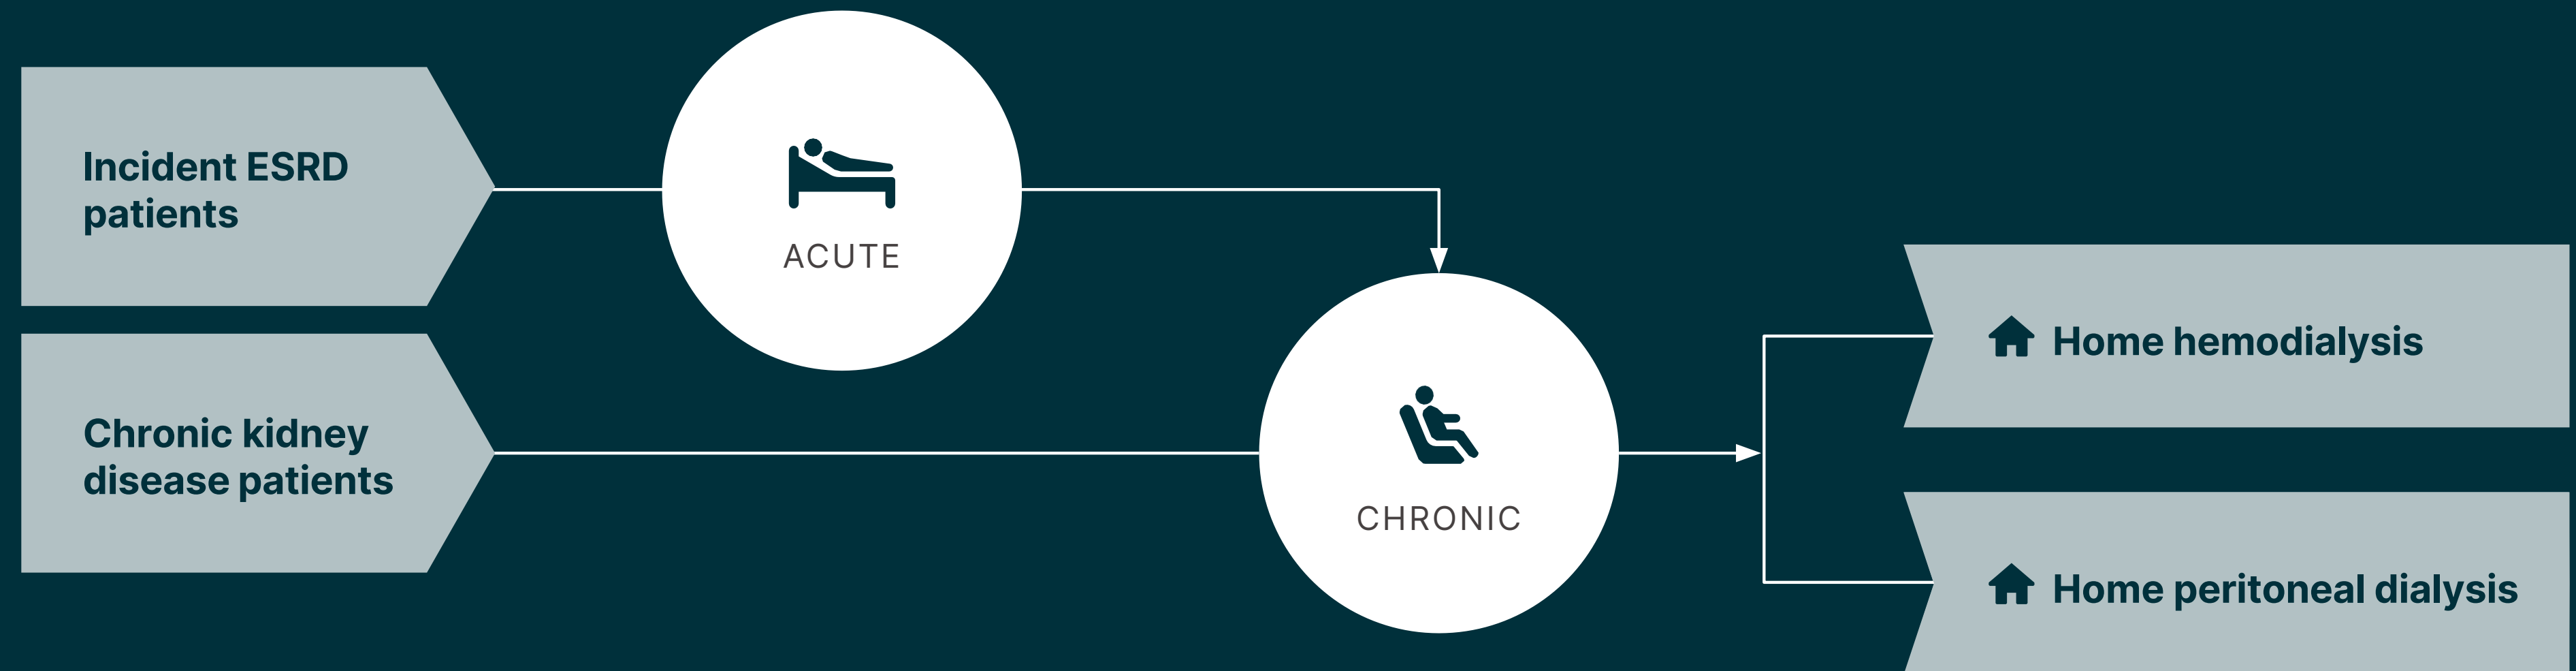 Incident ESRD
patients
ACUTE
Chronic kidney
disease patients
CHRONIC
Home hemodialysis
Home peritoneal dialysis